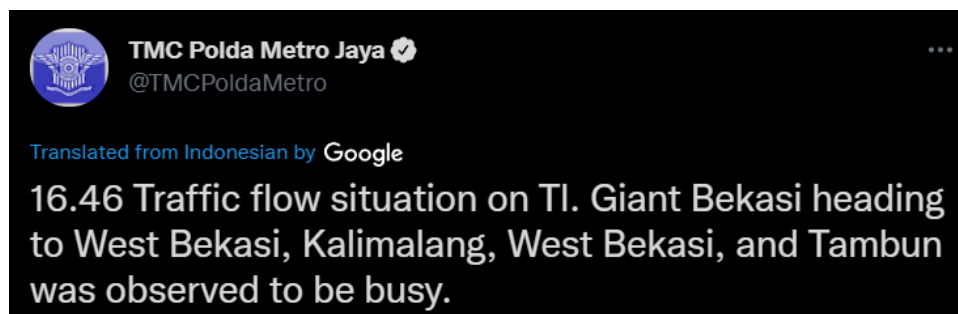 TMC Polda Metro Jaya
@TMCPoldaMetro
Translated from Indonesian by Google
16.46 Traffic flow situation on Tl. Giant Bekasi heading
to West Bekasi, Kalimalang, West Bekasi, and Tambun
was observed to be busy.